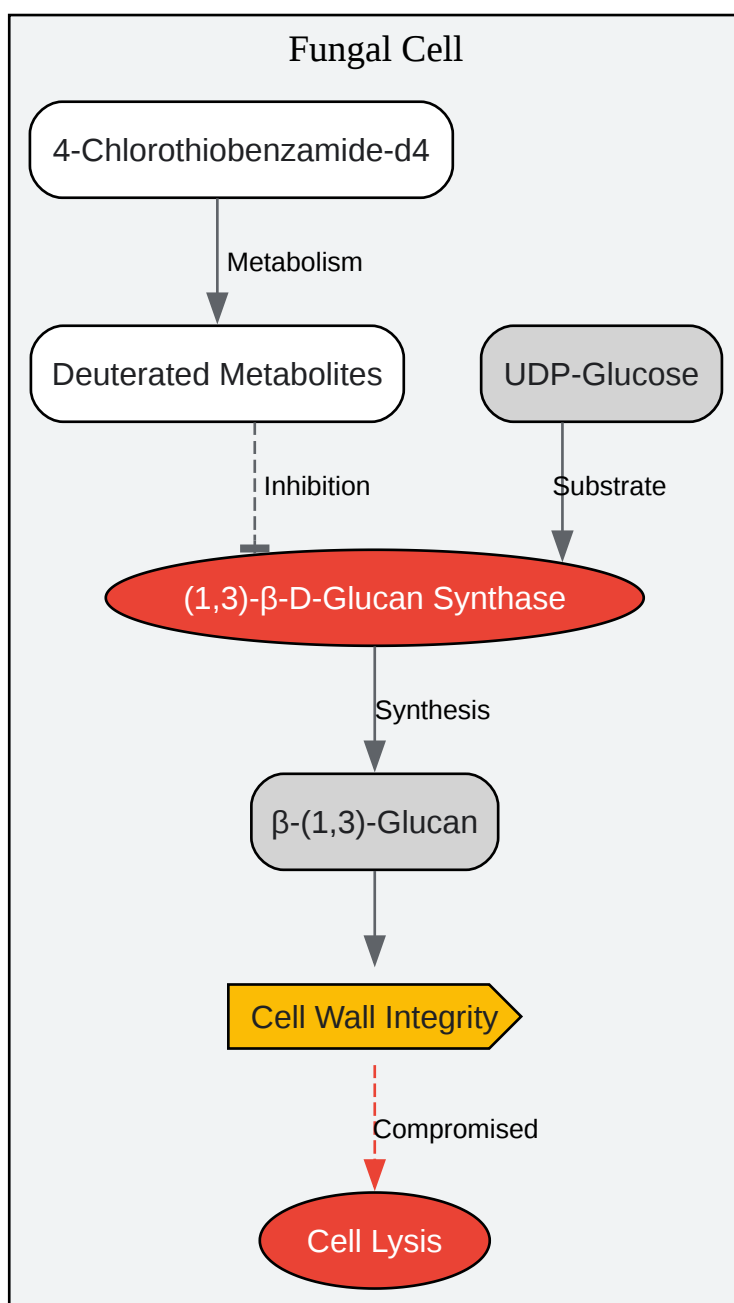 Fungal Cell
4-Chlorothiobenzamide-d4
Metabolism
Deuterated Metabolites
UDP-Glucose
Inhibition
Substrate
(1,3)-β-D-Glucan Synthase
Synthesis
β-(1,3)-Glucan
Cell Wall Integrity
Compromised
Cell Lysis